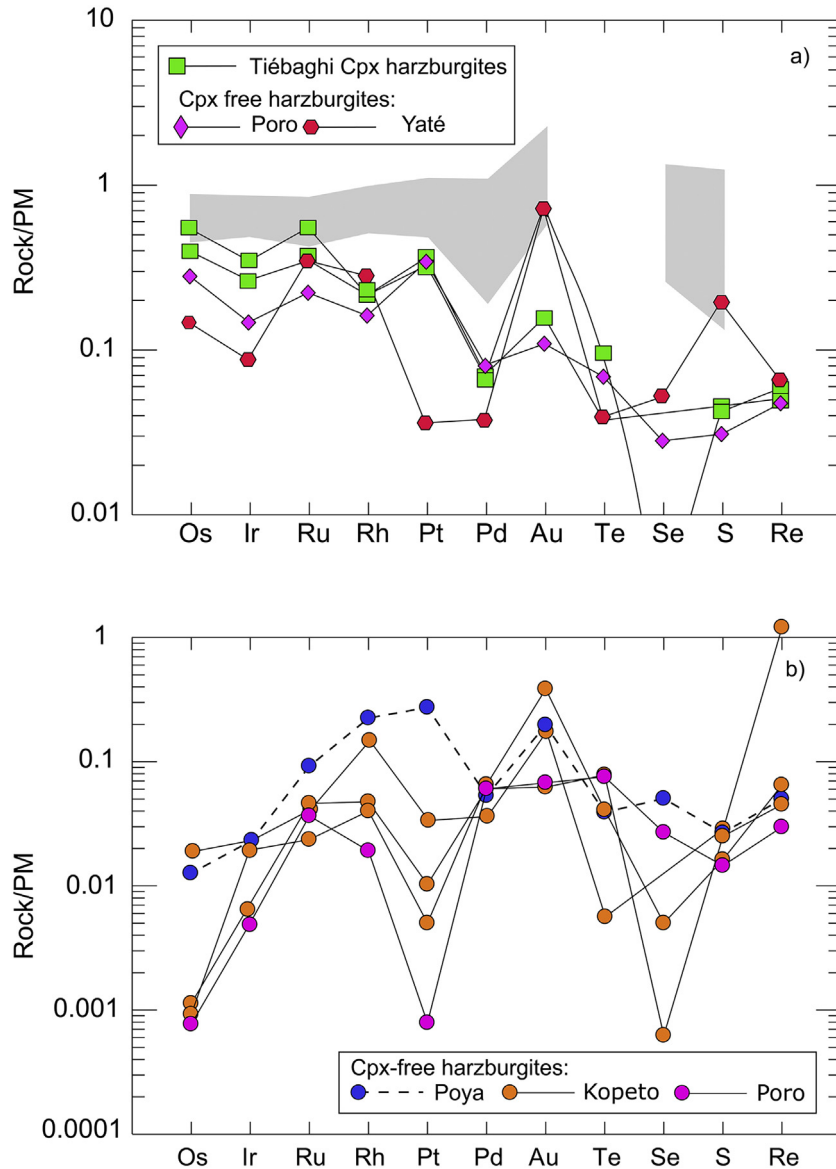 10
a)
Tiébaghi Cpx harzburgites
Cpx free harzburgites:
Poro Yaté
1
Rock/PM
0.1
0.01
Os Ir Ru Rh Pt Pd Au Te Se S Re
1
b)
0.1
Rock/PM
0.01
0.001
Cpx-free harzburgites:
Poya Kopeto Poro
0.0001
Os Ir Ru Rh Pt Pd Au Te Se S Re